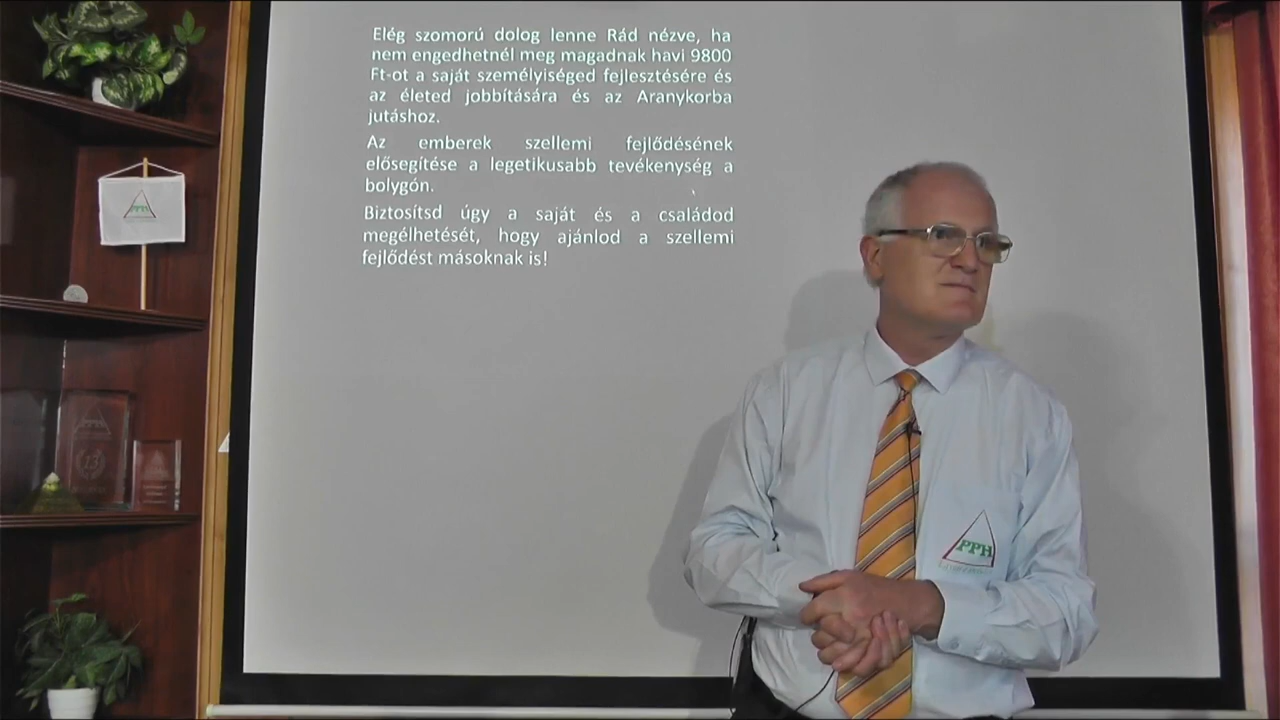 Elég szomorú dolog lenne Rád nézve, ha
nem engedhetnél meg magadnak havi 9800
Ft-ot a saját személyiséged fejlesztésére és
az életed jobbítására és az Aranykorba
jutáshoz.
Az emberek szellemi fejlődésének
elősegítése a legetikusabb tevékenység a
bolygón.
Biztosítsd úgy a saját és a családod
megélhetését, hogy ajánlod a szellemi
fejlődést másoknak is!
PPH
PPH
13